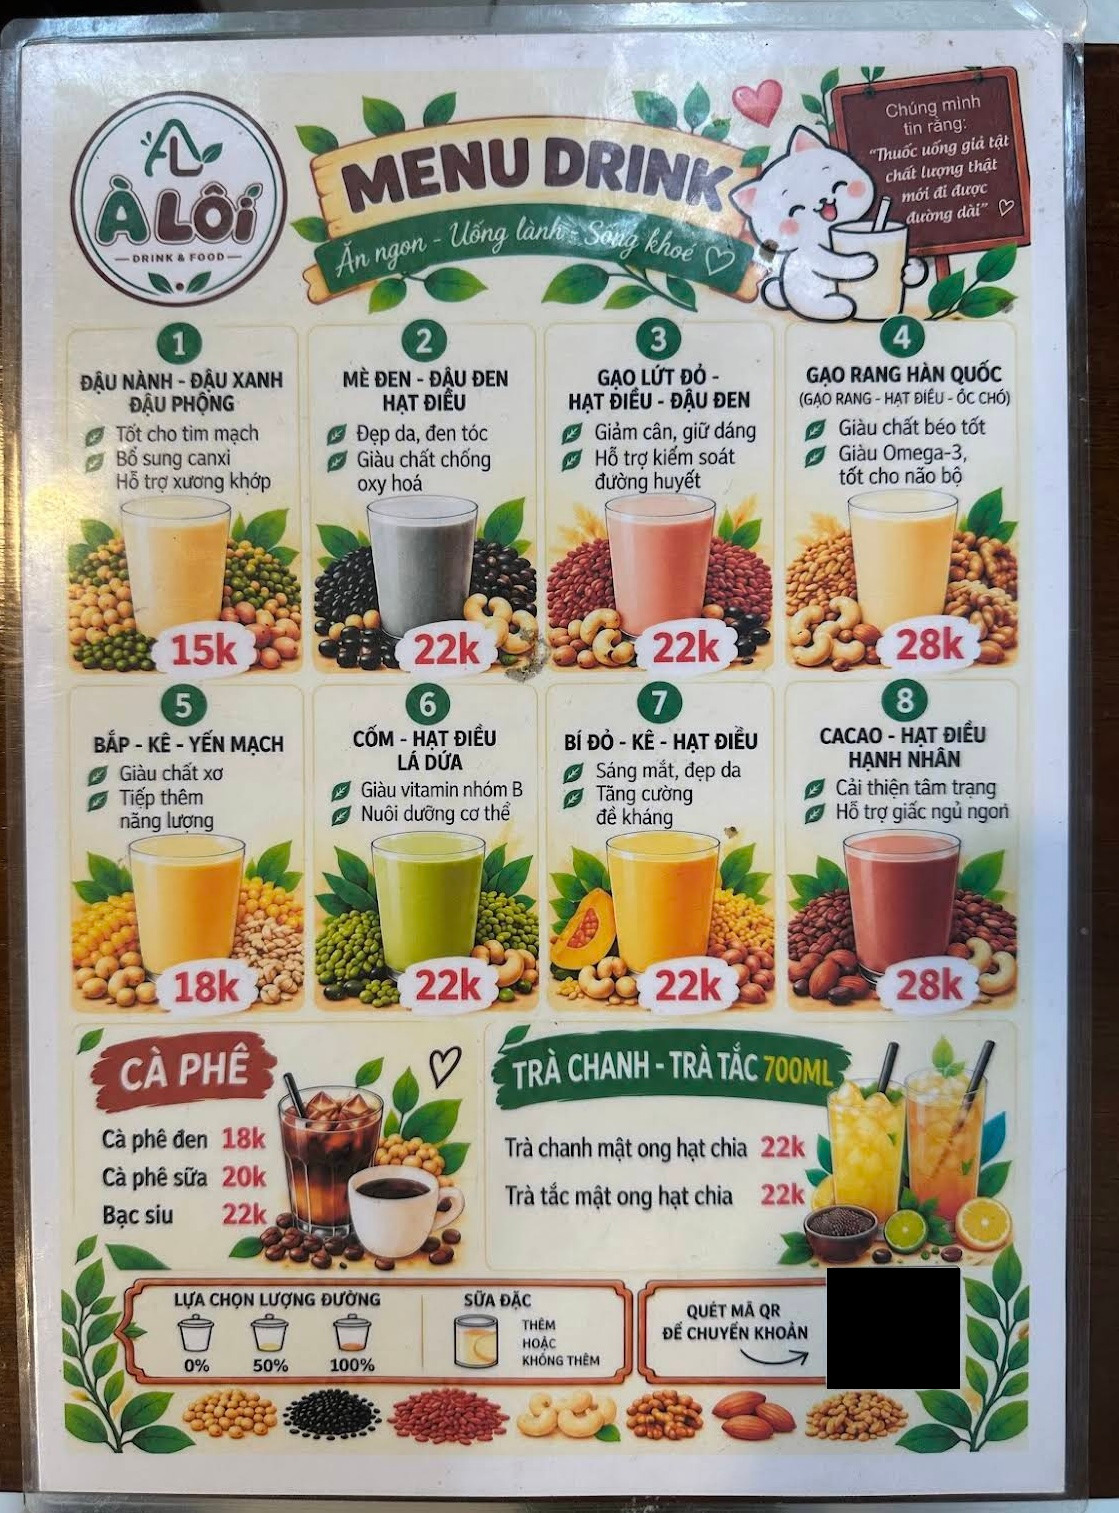 À LÔI
DRINK & FOOD
MENU DRINK
Ăn ngon - Uống lành - Sống khoẻ
Chúng mình
tin rằng:
"Thuốc uống giả tật
chất lượng thật
mới đi được
đường dài"
1
ĐẬU NÀNH - ĐẬU XANH
ĐẬU PHỘNG
Tốt cho tim mạch
Bổ sung canxi
Hỗ trợ xương khớp
15k
2
MÈ ĐEN - ĐẬU ĐEN
HẠT ĐIỀU
Đẹp da, đen tóc
Giàu chất chống
oxy hoá
22k
3
GẠO LỨT ĐỎ -
HẠT ĐIỀU - ĐẬU ĐEN
Giảm cân, giữ dáng
Hỗ trợ kiểm soát
đường huyết
22k
4
GẠO RANG HÀN QUỐC
(GẠO RANG - HẠT ĐIỀU - ÓC CHÓ)
Giàu chất béo tốt
Giàu Omega-3,
tốt cho não bộ
28k
5
BẮP - KÊ - YẾN MẠCH
Giàu chất xơ
Tiếp thêm
năng lượng
18k
6
CỐM - HẠT ĐIỀU
LÁ DỨA
Giàu vitamin nhóm B
Nuôi dưỡng cơ thể
22k
7
BÍ ĐỎ - KÊ - HẠT ĐIỀU
Sáng mắt, đẹp da
Tăng cường
đề kháng
22k
8
CACAO - HẠT ĐIỀU
HẠNH NHÂN
Cải thiện tâm trạng
Hỗ trợ giấc ngủ ngon
28k
CÀ PHÊ
Cà phê đen 18k
Cà phê sữa 20k
Bạc siu 22k
TRÀ CHANH - TRÀ TẮC 700ML
Trà chanh mật ong hạt chia 22k
Trà tắc mật ong hạt chia 22k
LỰA CHỌN LƯỢNG ĐƯỜNG
0% 50% 100%
SỮA ĐẶC
THÊM
HOẶC
KHÔNG THÊM
QUÉT MÃ QR
ĐỂ CHUYỂN KHOẢN